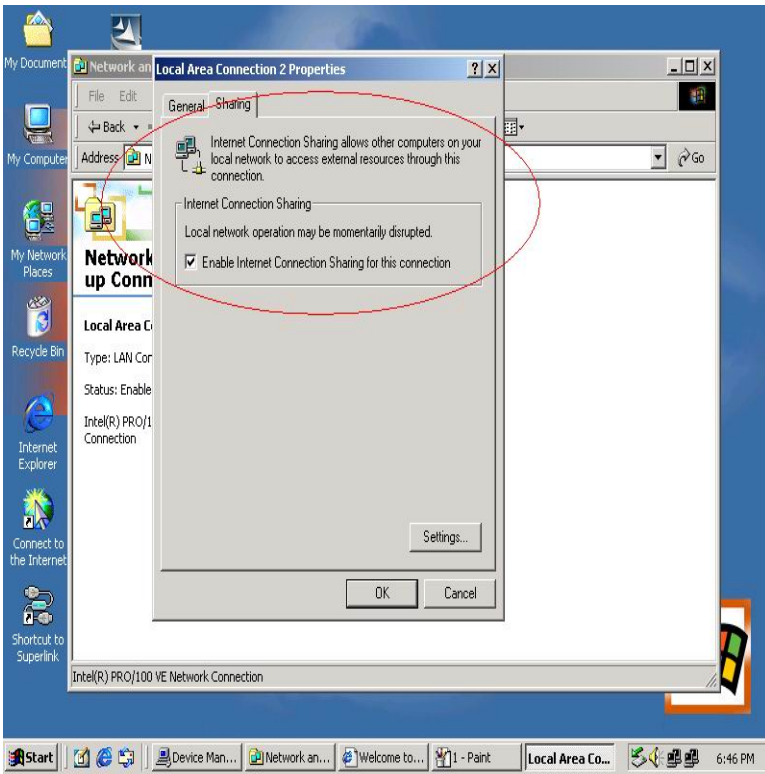 My Document
My Computer
My Network
Places
Recycle Bin
Internet
Explorer
Connect to
the Internet
Shortcut to
Superlink
Network an
File Edit
Back
Address N
Go
Network
up Conn
Local Area C
Type: LAN Con
Status: Enable
Intel(R) PRO/1
Connection
Intel(R) PRO/100 VE Network Connection
Local Area Connection 2 Properties
General Sharing
Internet Connection Sharing allows other computers on your
local network to access external resources through this
connection.
Internet Connection Sharing
Local network operation may be momentarily disrupted.
Enable Internet Connection Sharing for this connection
Settings...
OK Cancel
Start Device Man... Network an... Welcome to... 1 - Paint Local Area Co... 6:46 PM